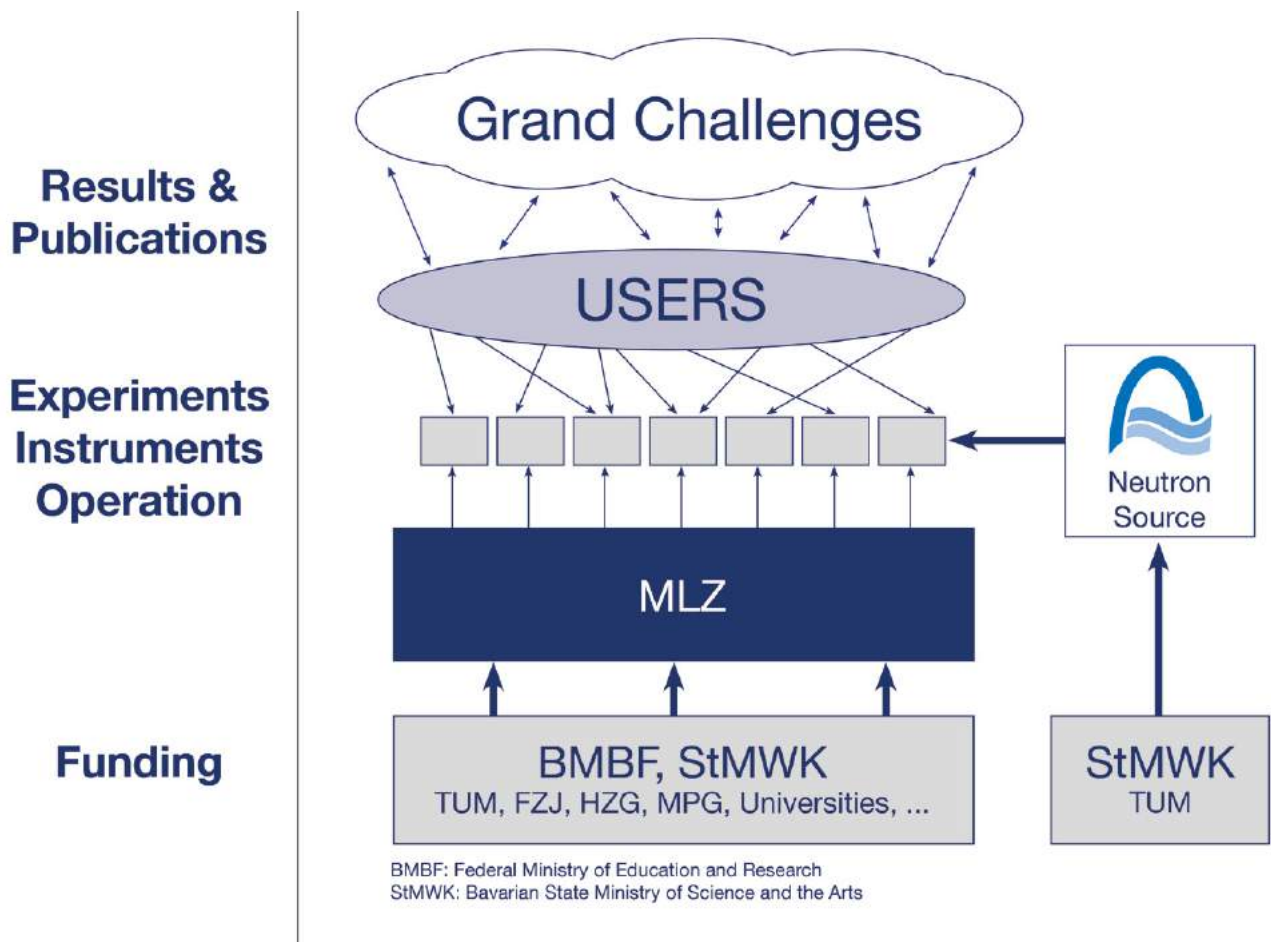 Grand Challenges
Results &
Publications
USERS
Experiments
Instruments
Operation
Neutron
Source
MLZ
Funding
BMBF, StMWK
TUM, FZJ, HZG, MPG, Universities, ...
StMWK
TUM
BMBF: Federal Ministry of Education and Research
StMWK: Bavarian State Ministry of Science and the Arts